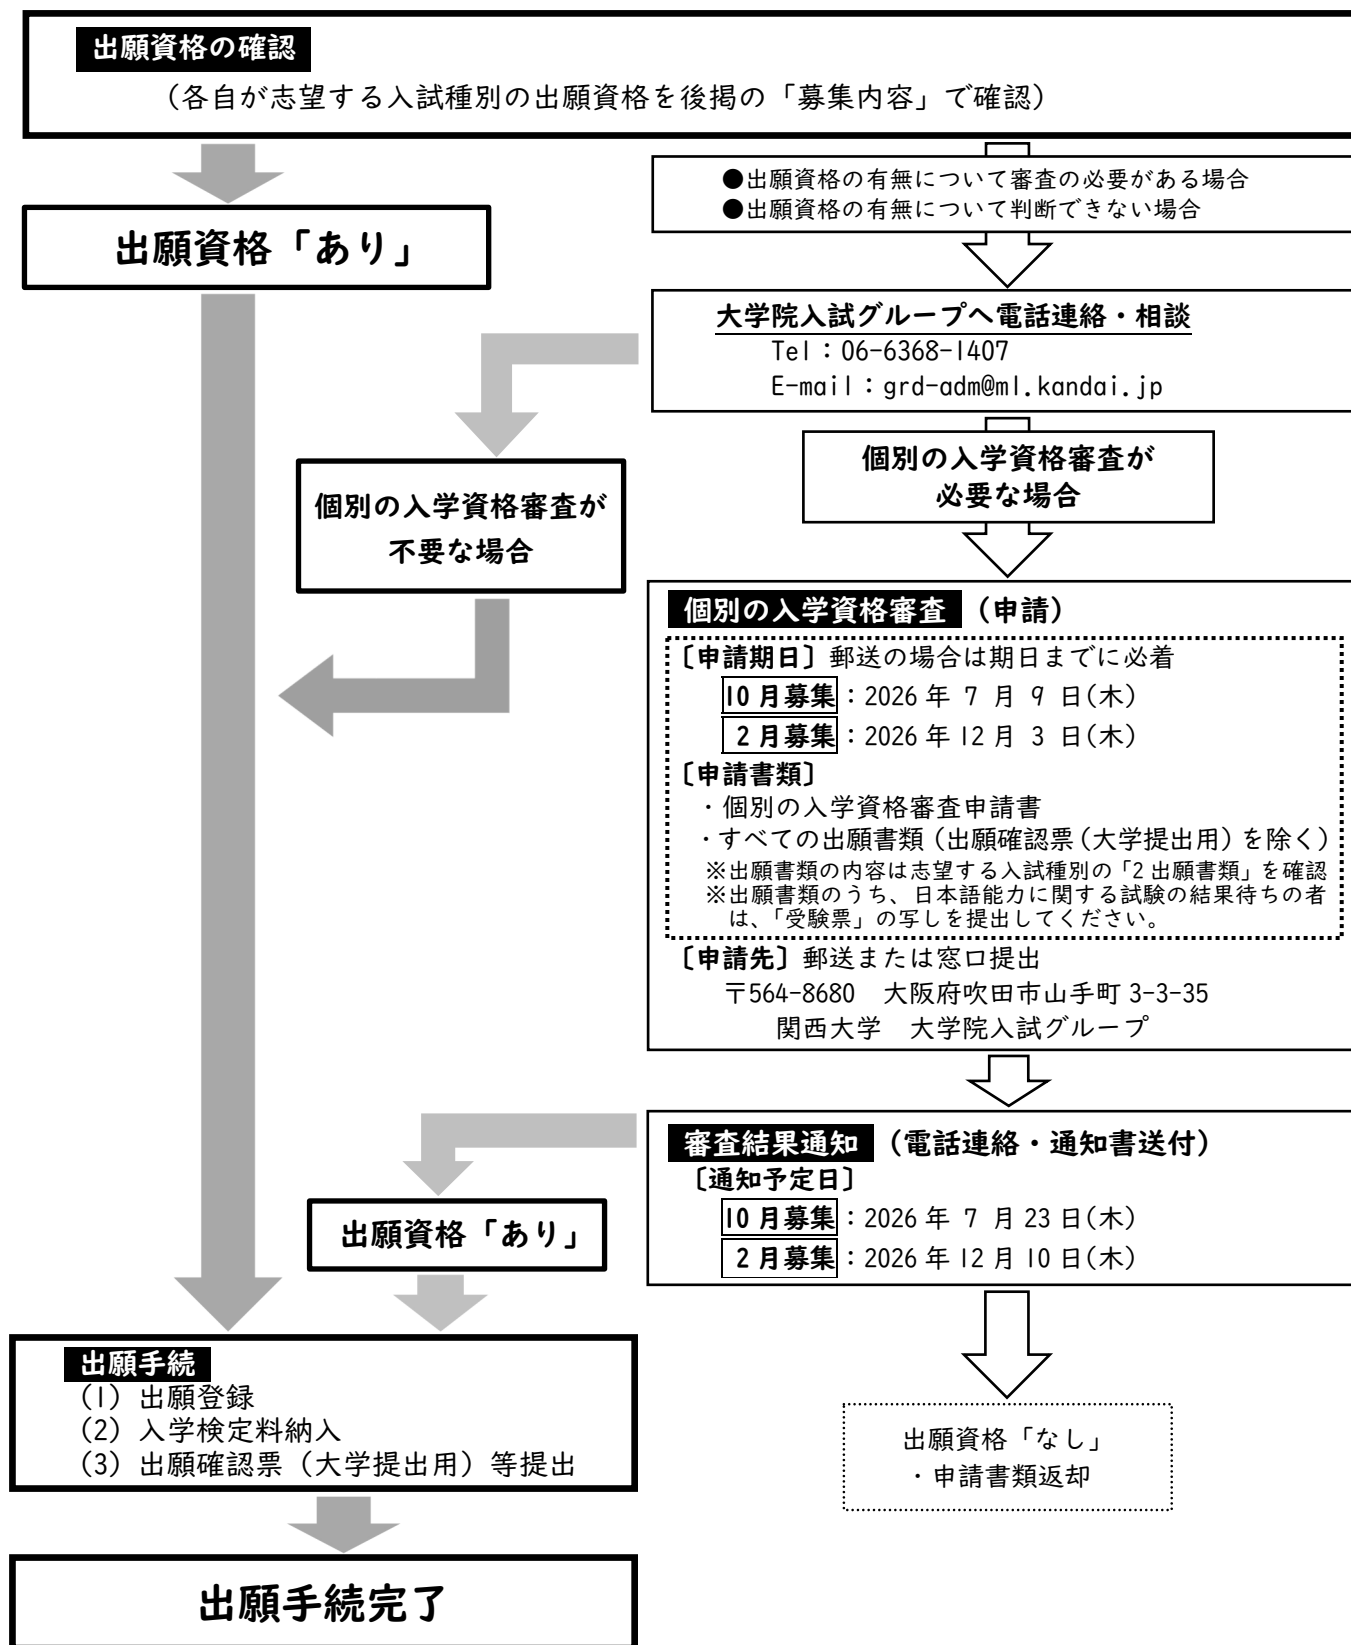 出願資格の確認
（各自が志望する入試種別の出願資格を後掲の「募集内容」で確認）
●出願資格の有無について審査の必要がある場合
●出願資格の有無について判断できない場合
出願資格「あり」
大学院入試グループへ電話連絡・相談
Tel：06-6368-1407
E-mail：grd-adm@ml.kandai.jp
個別の入学資格審査が
必要な場合
個別の入学資格審査が
不要な場合
個別の入学資格審査（申請）
〔申請期日〕郵送の場合は期日までに必着
10月募集：2026年 7 月 9 日(木)
2月募集：2026年12月 3 日(木)
〔申請書類〕
・個別の入学資格審査申請書
・すべての出願書類（出願確認票（大学提出用）を除く）
※出願書類の内容は志望する入試種別の「2 出願書類」を確認
※出願書類のうち、日本語能力に関する試験の結果待ちの者
は、「受験票」の写しを提出してください。
〔申請先〕郵送または窓口提出
〒564-8680　大阪府吹田市山手町3-3-35
関西大学　大学院入試グループ
審査結果通知（電話連絡・通知書送付）
〔通知予定日〕
10月募集：2026年 7 月23日(木)
2月募集：2026年12月10日(木)
出願資格「あり」
出願手続
（1）出願登録
（2）入学検定料納入
（3）出願確認票（大学提出用）等提出
出願資格「なし」
・申請書類返却
出願手続完了